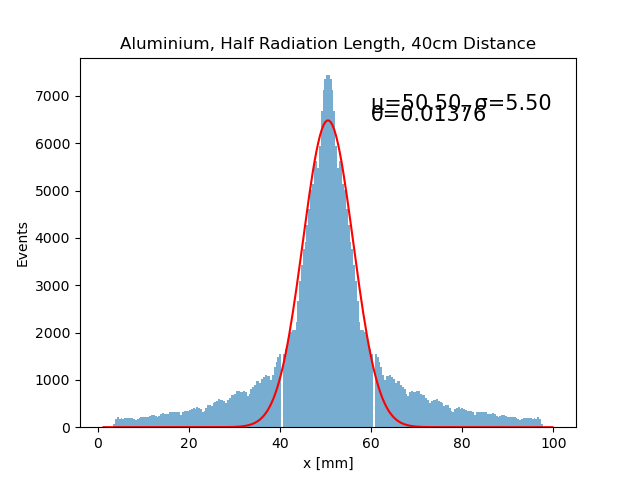 Aluminium, Half Radiation Length, 40cm Distance
μ=50.50, σ=5.50
θ=0.01376
Events
7000
6000
5000
4000
3000
2000
1000
0
0 20 40 60 80 100
x [mm]